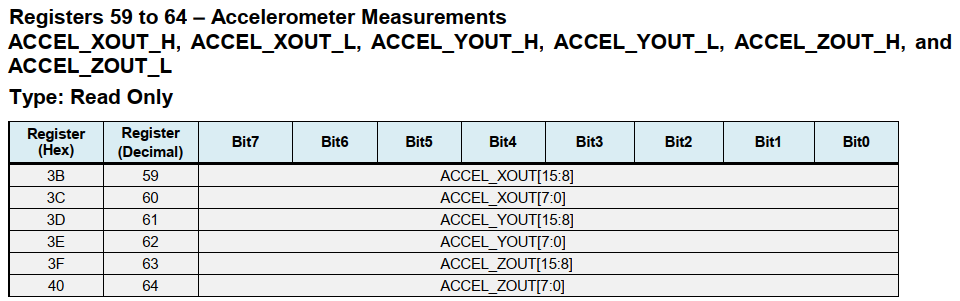 Registers 59 to 64 – Accelerometer Measurements
ACCEL_XOUT_H, ACCEL_XOUT_L, ACCEL_YOUT_H, ACCEL_YOUT_L, ACCEL_ZOUT_H, and
ACCEL_ZOUT_L
Type: Read Only
Register (Hex) Register (Decimal) Bit7 Bit6 Bit5 Bit4 Bit3 Bit2 Bit1 Bit0
3B 59 ACCEL_XOUT[15:8]
3C 60 ACCEL_XOUT[7:0]
3D 61 ACCEL_YOUT[15:8]
3E 62 ACCEL_YOUT[7:0]
3F 63 ACCEL_ZOUT[15:8]
40 64 ACCEL_ZOUT[7:0]